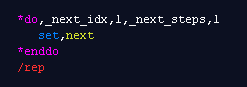 *do,_next_idx,1,_next_steps,1
set,next
*enddo
/rep